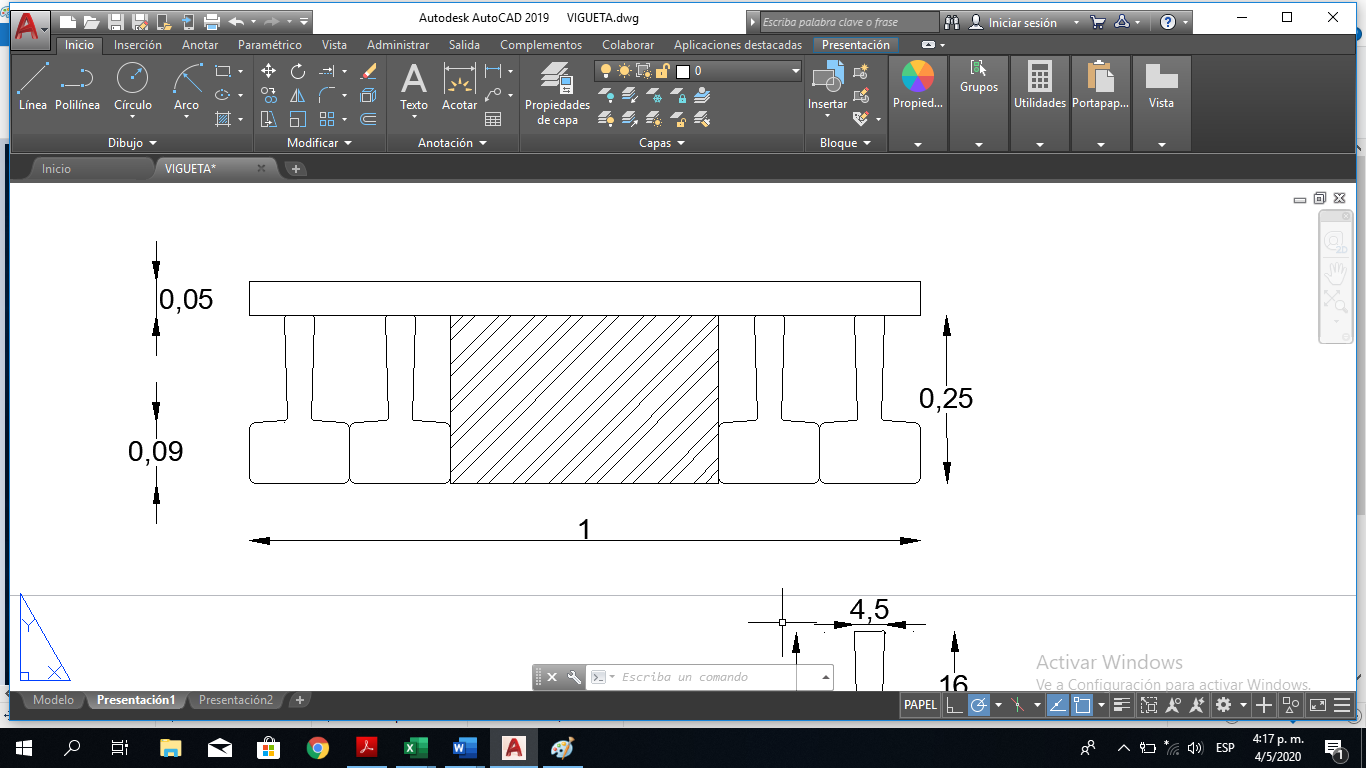 Autodesk AutoCAD 2019 VIGUETA.dwg
Escriba palabra clave o frase
Iniciar sesión
Inicio Inserción Anotar Paramétrico Vista Administrar Salida Complementos Colaborar Aplicaciones destacadas Presentación
Línea Polilínea Círculo Arco
Texto Acotar
Propiedades de capa
0
Insertar
Propied...
Grupos
Utilidades
Portapap...
Vista
Dibujo Modificar Anotación Capas Bloque
Inicio VIGUETA*
2D
0,05
0,25
0,09
1
4,5
16
Y
X
Escriba un comando
Activar Windows
Ve a Configuración para activar Windows.
Modelo Presentación1 Presentación2
PAPEL
ESP
4:17 p. m.
4/5/2020
1